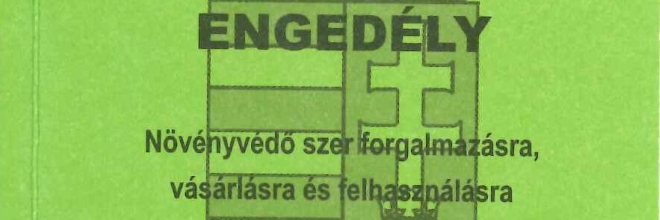 ENGEDÉLY
Növényvédő szer forgalmazásra,
vásárlásra és felhasználásra